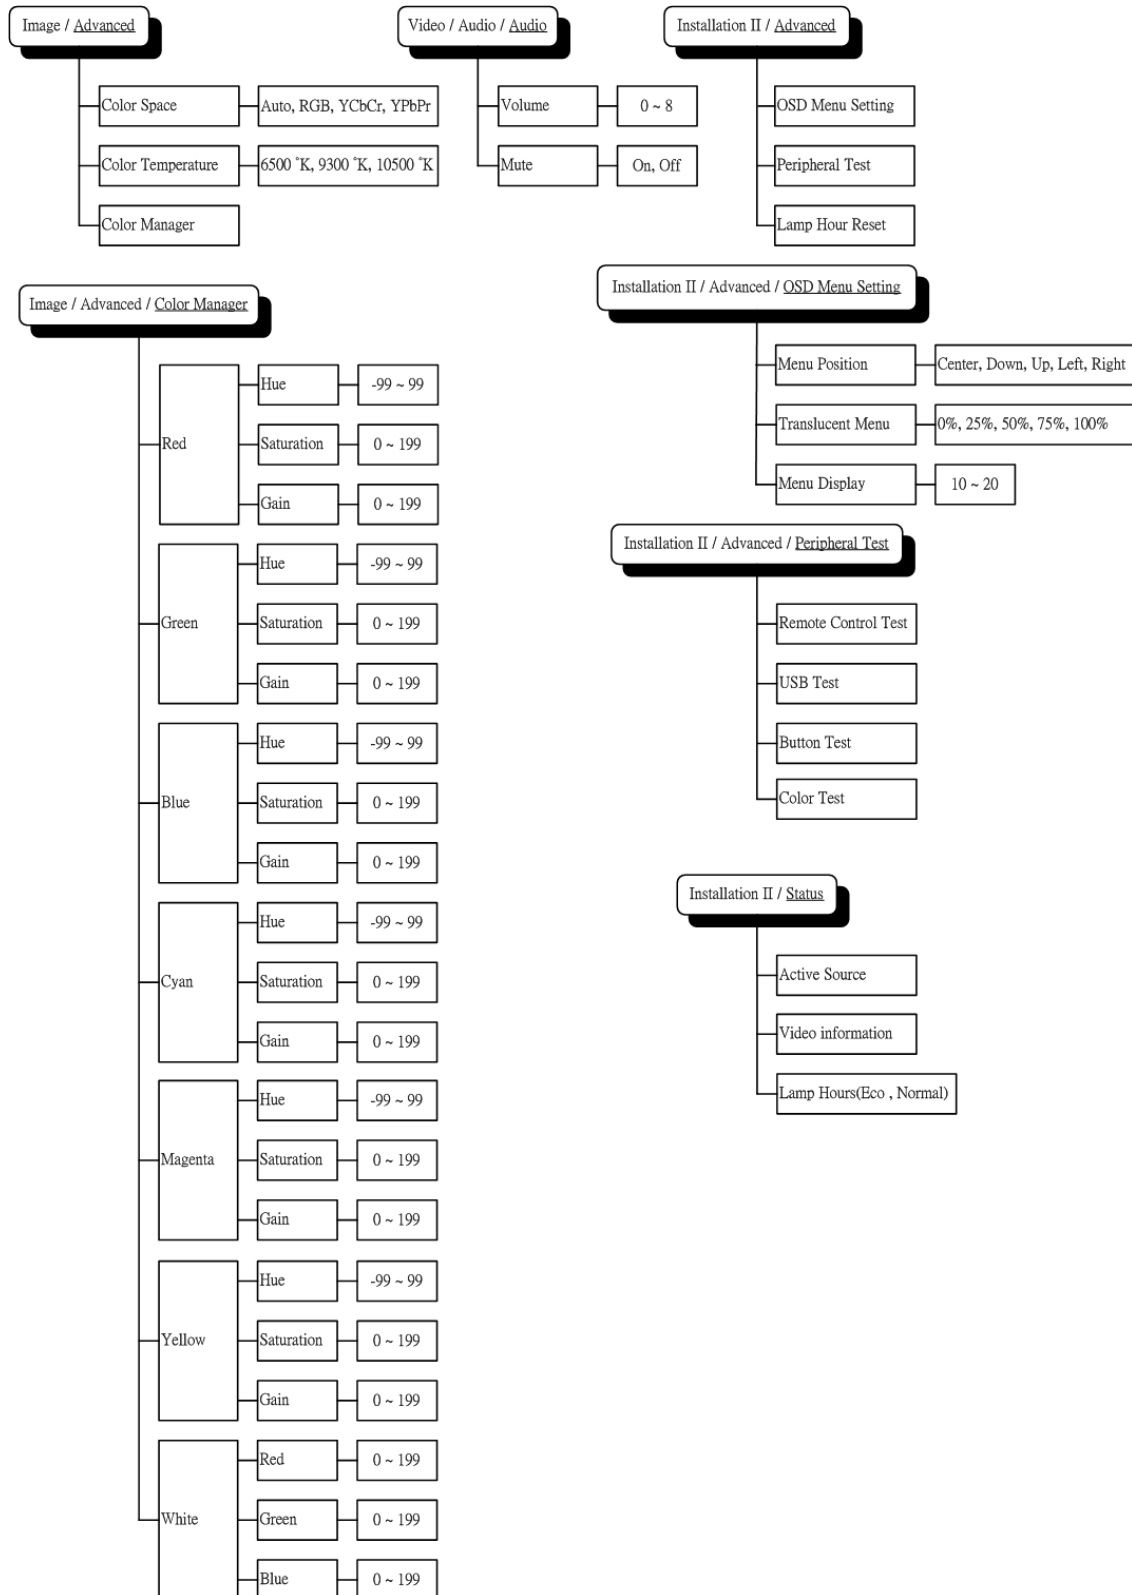 Image / Advanced
Color Space
Auto, RGB, YCbCr, YPbPr
Color Temperature
6500 °K, 9300 °K, 10500 °K
Color Manager
Video / Audio / Audio
Volume
0 ~ 8
Mute
On, Off
Installation II / Advanced
OSD Menu Setting
Peripheral Test
Lamp Hour Reset
Image / Advanced / Color Manager
Red
Hue
-99 ~ 99
Saturation
0 ~ 199
Gain
0 ~ 199
Green
Hue
-99 ~ 99
Saturation
0 ~ 199
Gain
0 ~ 199
Blue
Hue
-99 ~ 99
Saturation
0 ~ 199
Gain
0 ~ 199
Cyan
Hue
-99 ~ 99
Saturation
0 ~ 199
Gain
0 ~ 199
Magenta
Hue
-99 ~ 99
Saturation
0 ~ 199
Gain
0 ~ 199
Yellow
Hue
-99 ~ 99
Saturation
0 ~ 199
Gain
0 ~ 199
White
Red
0 ~ 199
Green
0 ~ 199
Blue
0 ~ 199
Installation II / Advanced / OSD Menu Setting
Menu Position
Center, Down, Up, Left, Right
Translucent Menu
0%, 25%, 50%, 75%, 100%
Menu Display
10 ~ 20
Installation II / Advanced / Peripheral Test
Remote Control Test
USB Test
Button Test
Color Test
Installation II / Status
Active Source
Video information
Lamp Hours(Eco , Normal)